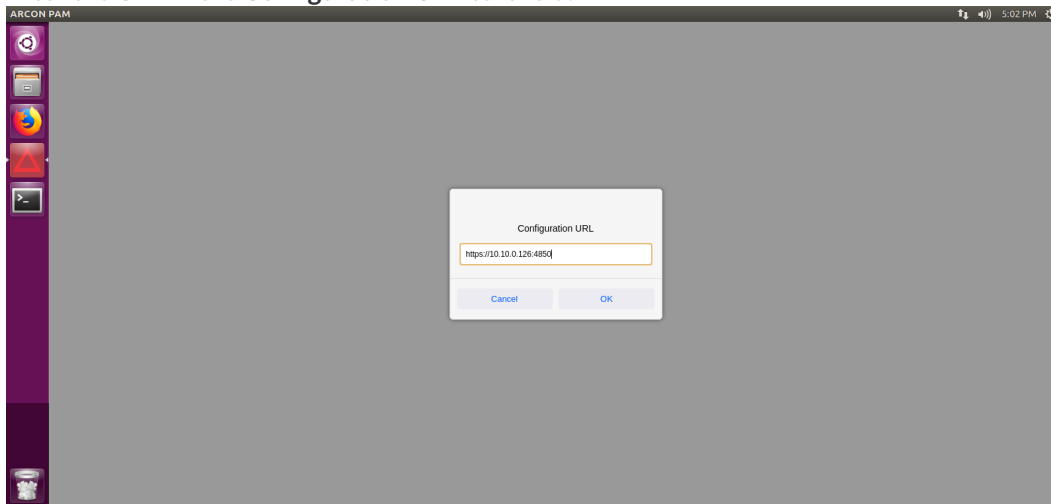 ARCON PAM
5:02 PM
Configuration URL
https://10.10.0.126:4850
Cancel
OK